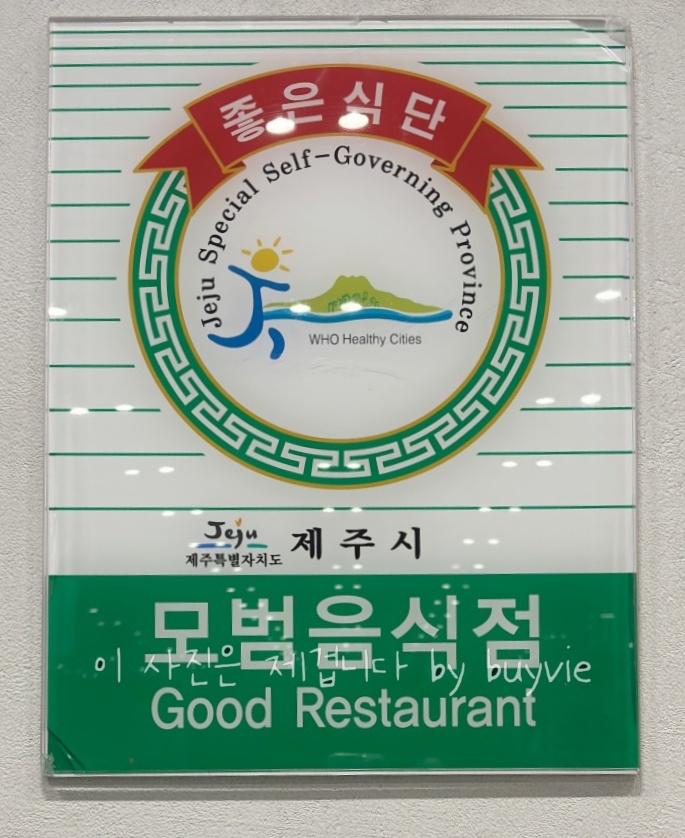 좋은식단
Jeju Special Self-Governing Province
WHO Healthy Cities
Jeju
제주특별자치도
제주시
모범음식점
이 사진은 제겁니다 by buyvie
Good Restaurant